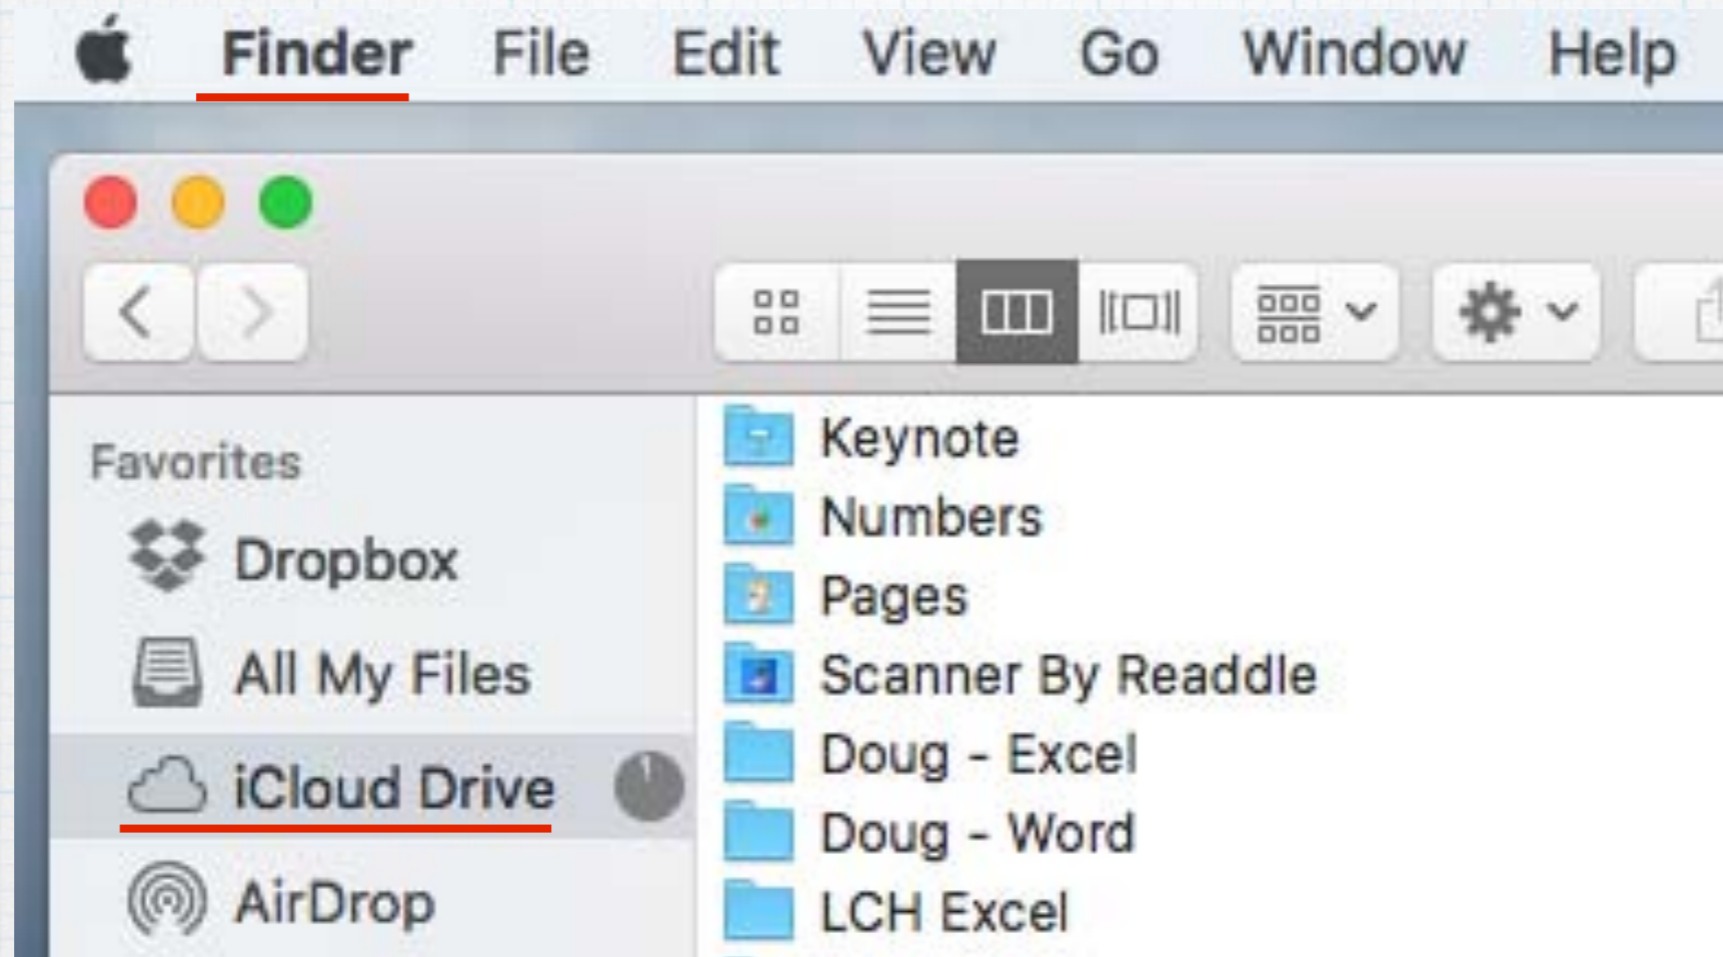 Finder File Edit View Go Window Help
Favorites
Dropbox
All My Files
iCloud Drive
AirDrop
Keynote
Numbers
Pages
Scanner By Readdle
Doug - Excel
Doug - Word
LCH Excel